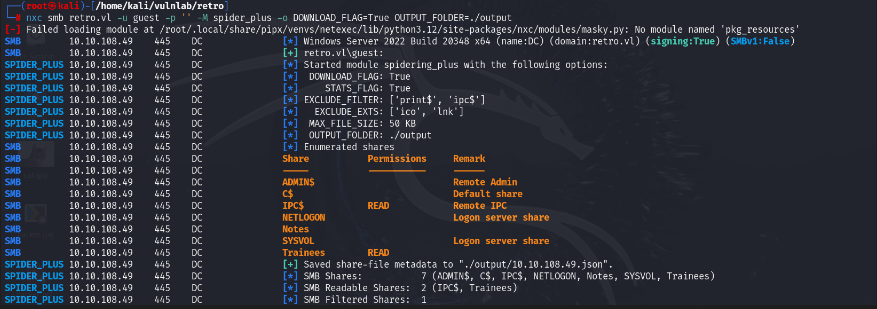 (root㉿kali)-[/home/kali/vulnlab/retro]
# nxc smb retro.vl -u guest -p '' -M spider_plus -o DOWNLOAD_FLAG=True OUTPUT_FOLDER=./output
[-] Failed loading module at /root/.local/share/pipx/venvs/netexec/lib/python3.12/site-packages/nxc/modules/masky.py: No module named 'pkg_resources'
SMB 10.10.108.49 445 DC [*] Windows Server 2022 Build 20348 x64 (name:DC) (domain:retro.vl) (signing:True) (SMBv1:False)
SMB 10.10.108.49 445 DC [+] retro.vl\guest:
SPIDER_PLUS 10.10.108.49 445 DC [*] Started module spidering_plus with the following options:
SPIDER_PLUS 10.10.108.49 445 DC [*] DOWNLOAD_FLAG: True
SPIDER_PLUS 10.10.108.49 445 DC [*] STATS_FLAG: True
SPIDER_PLUS 10.10.108.49 445 DC [*] EXCLUDE_FILTER: ['print$', 'ipc$']
SPIDER_PLUS 10.10.108.49 445 DC [*] EXCLUDE_EXTS: ['ico', 'lnk']
SPIDER_PLUS 10.10.108.49 445 DC [*] MAX_FILE_SIZE: 50 KB
SPIDER_PLUS 10.10.108.49 445 DC [*] OUTPUT_FOLDER: ./output
SMB 10.10.108.49 445 DC [*] Enumerated shares
SMB 10.10.108.49 445 DC Share Permissions Remark
SMB 10.10.108.49 445 DC ----- ----------- ------
SMB 10.10.108.49 445 DC ADMIN$ Remote Admin
SMB 10.10.108.49 445 DC C$ Default share
SMB 10.10.108.49 445 DC IPC$ READ Remote IPC
SMB 10.10.108.49 445 DC NETLOGON Logon server share
SMB 10.10.108.49 445 DC Notes
SMB 10.10.108.49 445 DC SYSVOL Logon server share
SMB 10.10.108.49 445 DC Trainees READ
SPIDER_PLUS 10.10.108.49 445 DC [+] Saved share-file metadata to "./output/10.10.108.49.json".
SPIDER_PLUS 10.10.108.49 445 DC [*] SMB Shares: 7 (ADMIN$, C$, IPC$, NETLOGON, Notes, SYSVOL, Trainees)
SPIDER_PLUS 10.10.108.49 445 DC [*] SMB Readable Shares: 2 (IPC$, Trainees)
SPIDER_PLUS 10.10.108.49 445 DC [*] SMB Filtered Shares: 1